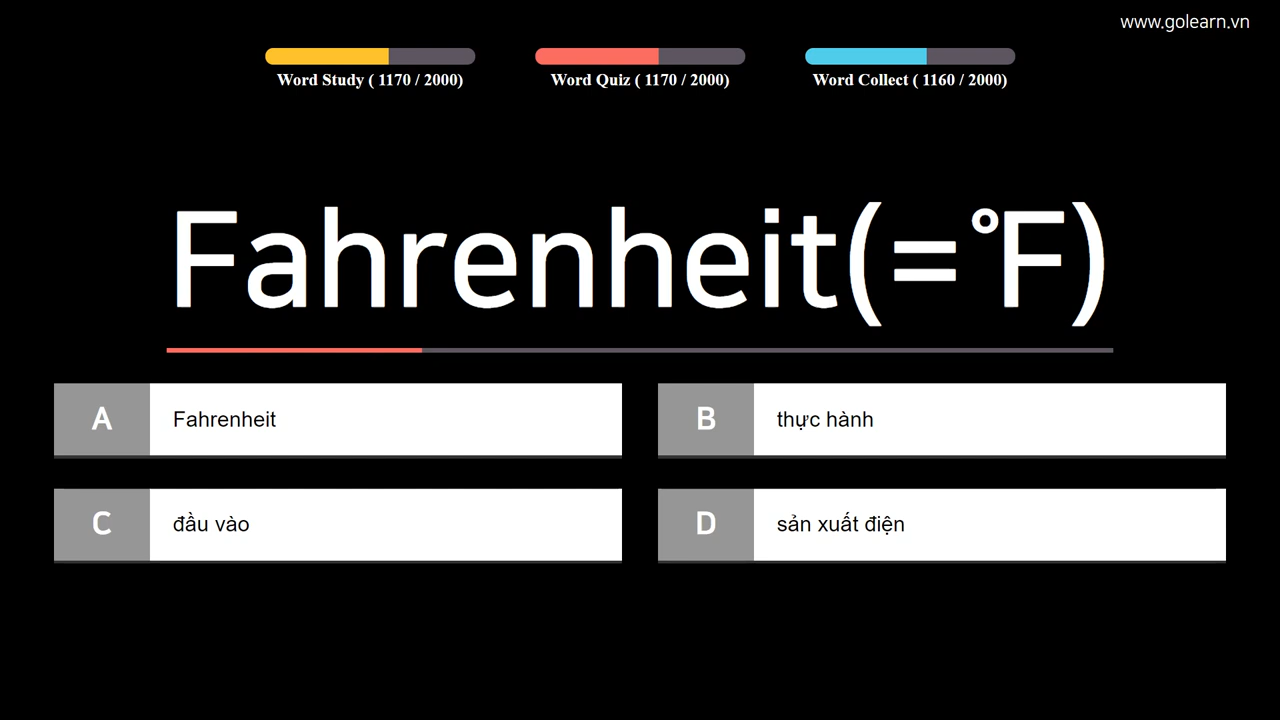 www.golearn.vn
Word Study ( 1170 / 2000)
Word Quiz ( 1170 / 2000)
Word Collect ( 1160 / 2000)
Fahrenheit(=℉)
A Fahrenheit
B thực hành
C đầu vào
D sản xuất điện